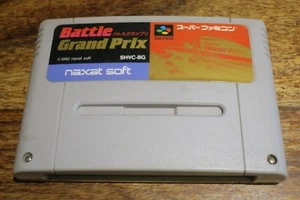 Battle
バトルグランプリ
Grand Prix
© 1992 naxat soft
SHVC-BG
naxat soft
スーパーファミコン